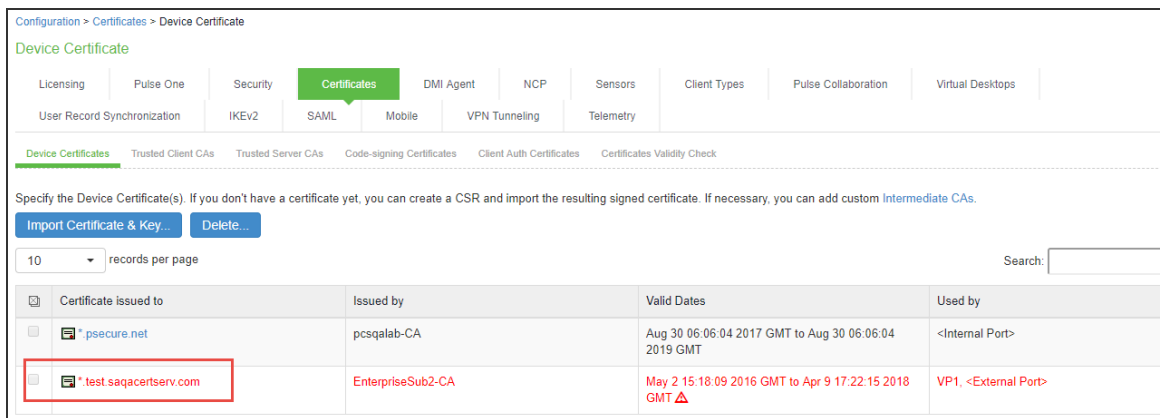 Configuration > Certificates > Device Certificate
Device Certificate
Licensing Pulse One Security Certificates DMI Agent NCP Sensors Client Types Pulse Collaboration Virtual Desktops
User Record Synchronization IKEv2 SAML Mobile VPN Tunneling Telemetry
Device Certificates Trusted Client CAs Trusted Server CAs Code-signing Certificates Client Auth Certificates Certificates Validity Check
Specify the Device Certificate(s). If you don't have a certificate yet, you can create a CSR and import the resulting signed certificate. If necessary, you can add custom Intermediate CAs.
Import Certificate & Key... Delete...
10 records per page Search:
Certificate issued to Issued by Valid Dates Used by
*.psecure.net pcsqalab-CA Aug 30 06:06:04 2017 GMT to Aug 30 06:06:04 <Internal Port>
2019 GMT
*.test.saqacertserv.com EnterpriseSub2-CA May 2 15:18:09 2016 GMT to Apr 9 17:22:15 2018 VP1, <External Port>
GMT